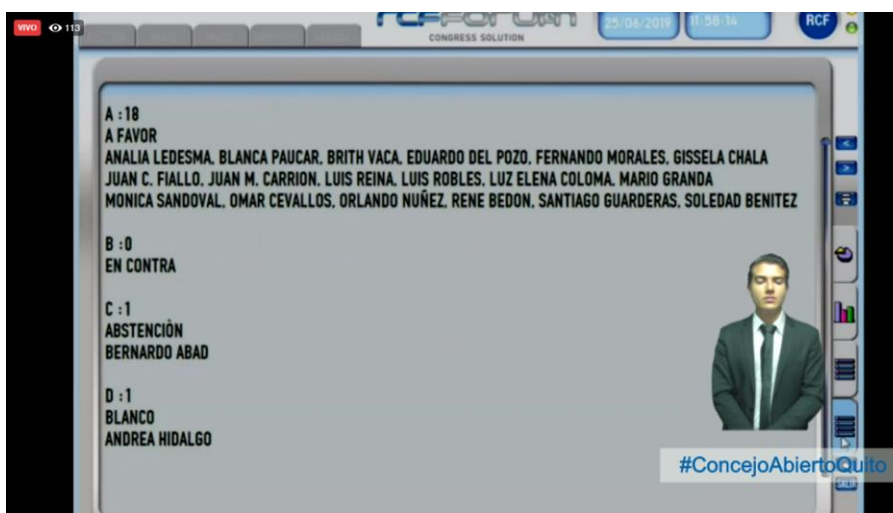 VIVO 113
CONGRESS SOLUTION
25/06/2019
11:58:14
RCF
A :18
A FAVOR
ANALIA LEDESMA. BLANCA PAUCAR. BRITH VACA. EDUARDO DEL POZO. FERNANDO MORALES. GISSELA CHALA
JUAN C. FIALLO. JUAN M. CARRION. LUIS REINA. LUIS ROBLES. LUZ ELENA COLOMA. MARIO GRANDA
MONICA SANDOVAL. OMAR CEVALLOS. ORLANDO NUÑEZ. RENE BEDON. SANTIAGO GUARDERAS. SOLEDAD BENITEZ
B :0
EN CONTRA
C :1
ABSTENCIÒN
BERNARDO ABAD
D :1
BLANCO
ANDREA HIDALGO
#ConcejoAbiertoQuito
SALIR